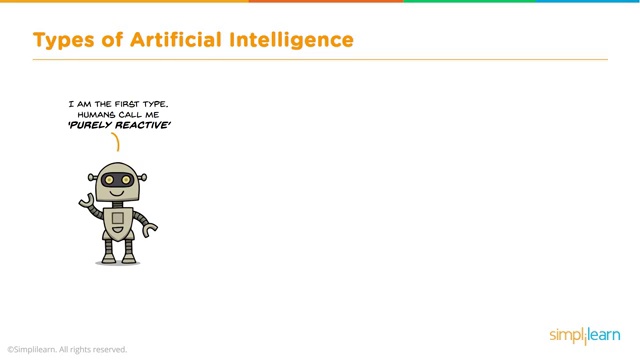 Types of Artificial Intelligence
I AM THE FIRST TYPE.
HUMANS CALL ME
'PURELY REACTIVE'
simplilearn
©Simplilearn. All rights reserved.